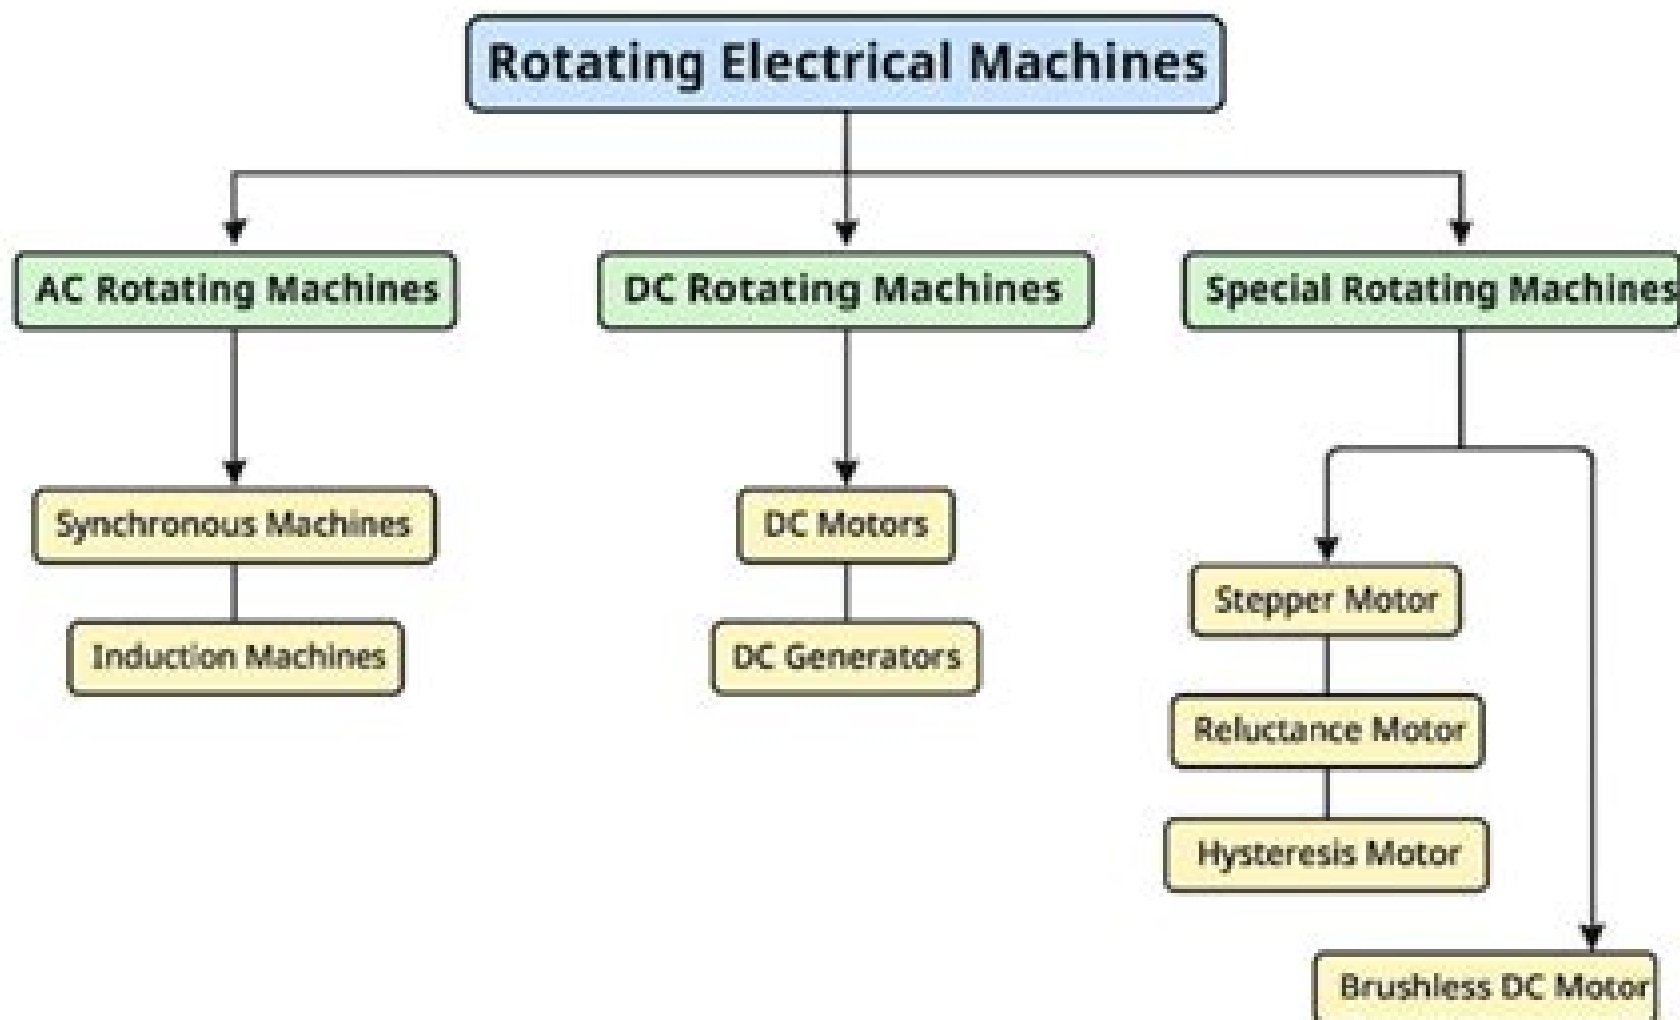 Rotating Electrical Machines
AC Rotating Machines
DC Rotating Machines
Special Rotating Machines
Synchronous Machines
Induction Machines
DC Motors
DC Generators
Stepper Motor
Reluctance Motor
Hysteresis Motor
Brushless DC Motor